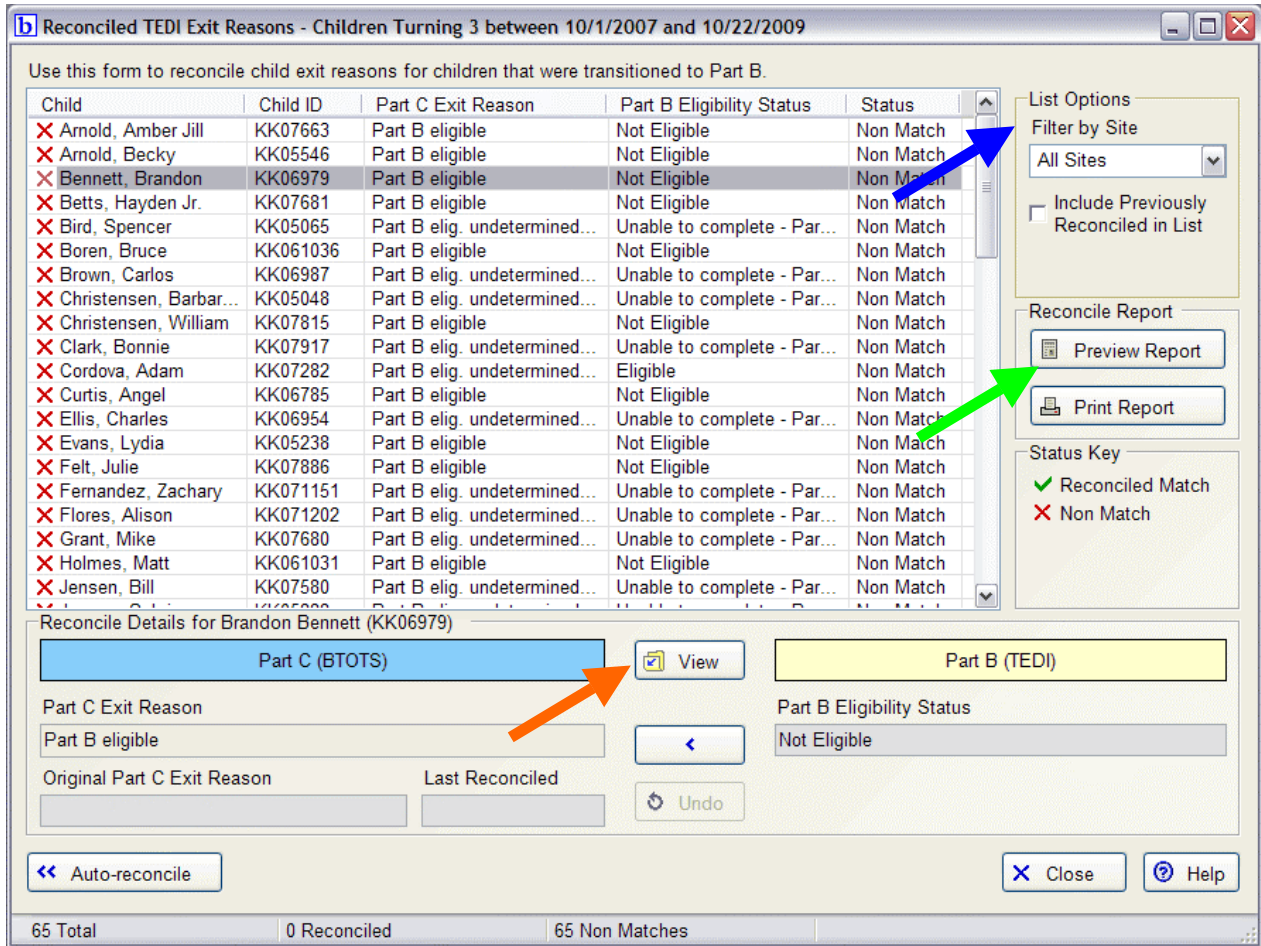 b Reconciled TEDI Exit Reasons - Children Turning 3 between 10/1/2007 and 10/22/2009
Use this form to reconcile child exit reasons for children that were transitioned to Part B.
Child Child ID Part C Exit Reason Part B Eligibility Status Status
Arnold, Amber Jill KK07663 Part B eligible Not Eligible Non Match
Arnold, Becky KK05546 Part B eligible Not Eligible Non Match
Bennett, Brandon KK06979 Part B eligible Not Eligible Non Match
Betts, Hayden Jr. KK07681 Part B eligible Not Eligible Non Match
Bird, Spencer KK05065 Part B elig. undetermined... Unable to complete - Par... Non Match
Boren, Bruce KK061036 Part B eligible Not Eligible Non Match
Brown, Carlos KK06987 Part B elig. undetermined... Unable to complete - Par... Non Match
Christensen, Barbar... KK05048 Part B elig. undetermined... Unable to complete - Par... Non Match
Christensen, William KK07815 Part B eligible Not Eligible Non Match
Clark, Bonnie KK07917 Part B elig. undetermined... Unable to complete - Par... Non Match
Cordova, Adam KK07282 Part B elig. undetermined... Eligible Non Match
Curtis, Angel KK06785 Part B eligible Not Eligible Non Match
Ellis, Charles KK06954 Part B elig. undetermined... Unable to complete - Par... Non Match
Evans, Lydia KK05238 Part B eligible Not Eligible Non Match
Felt, Julie KK07886 Part B eligible Not Eligible Non Match
Fernandez, Zachary KK071151 Part B elig. undetermined... Unable to complete - Par... Non Match
Flores, Alison KK071202 Part B elig. undetermined... Unable to complete - Par... Non Match
Grant, Mike KK07680 Part B elig. undetermined... Unable to complete - Par... Non Match
Holmes, Matt KK061031 Part B eligible Not Eligible Non Match
Jensen, Bill KK07580 Part B elig. undetermined... Unable to complete - Par... Non Match
List Options
Filter by Site
All Sites
Include Previously
Reconciled in List
Reconcile Report
Preview Report
Print Report
Status Key
Reconciled Match
Non Match
Reconcile Details for Brandon Bennett (KK06979)
Part C (BTOTS) View Part B (TEDI)
Part C Exit Reason Part B Eligibility Status
Part B eligible < Not Eligible
Original Part C Exit Reason Last Reconciled
Undo
Auto-reconcile Close Help
65 Total 0 Reconciled 65 Non Matches